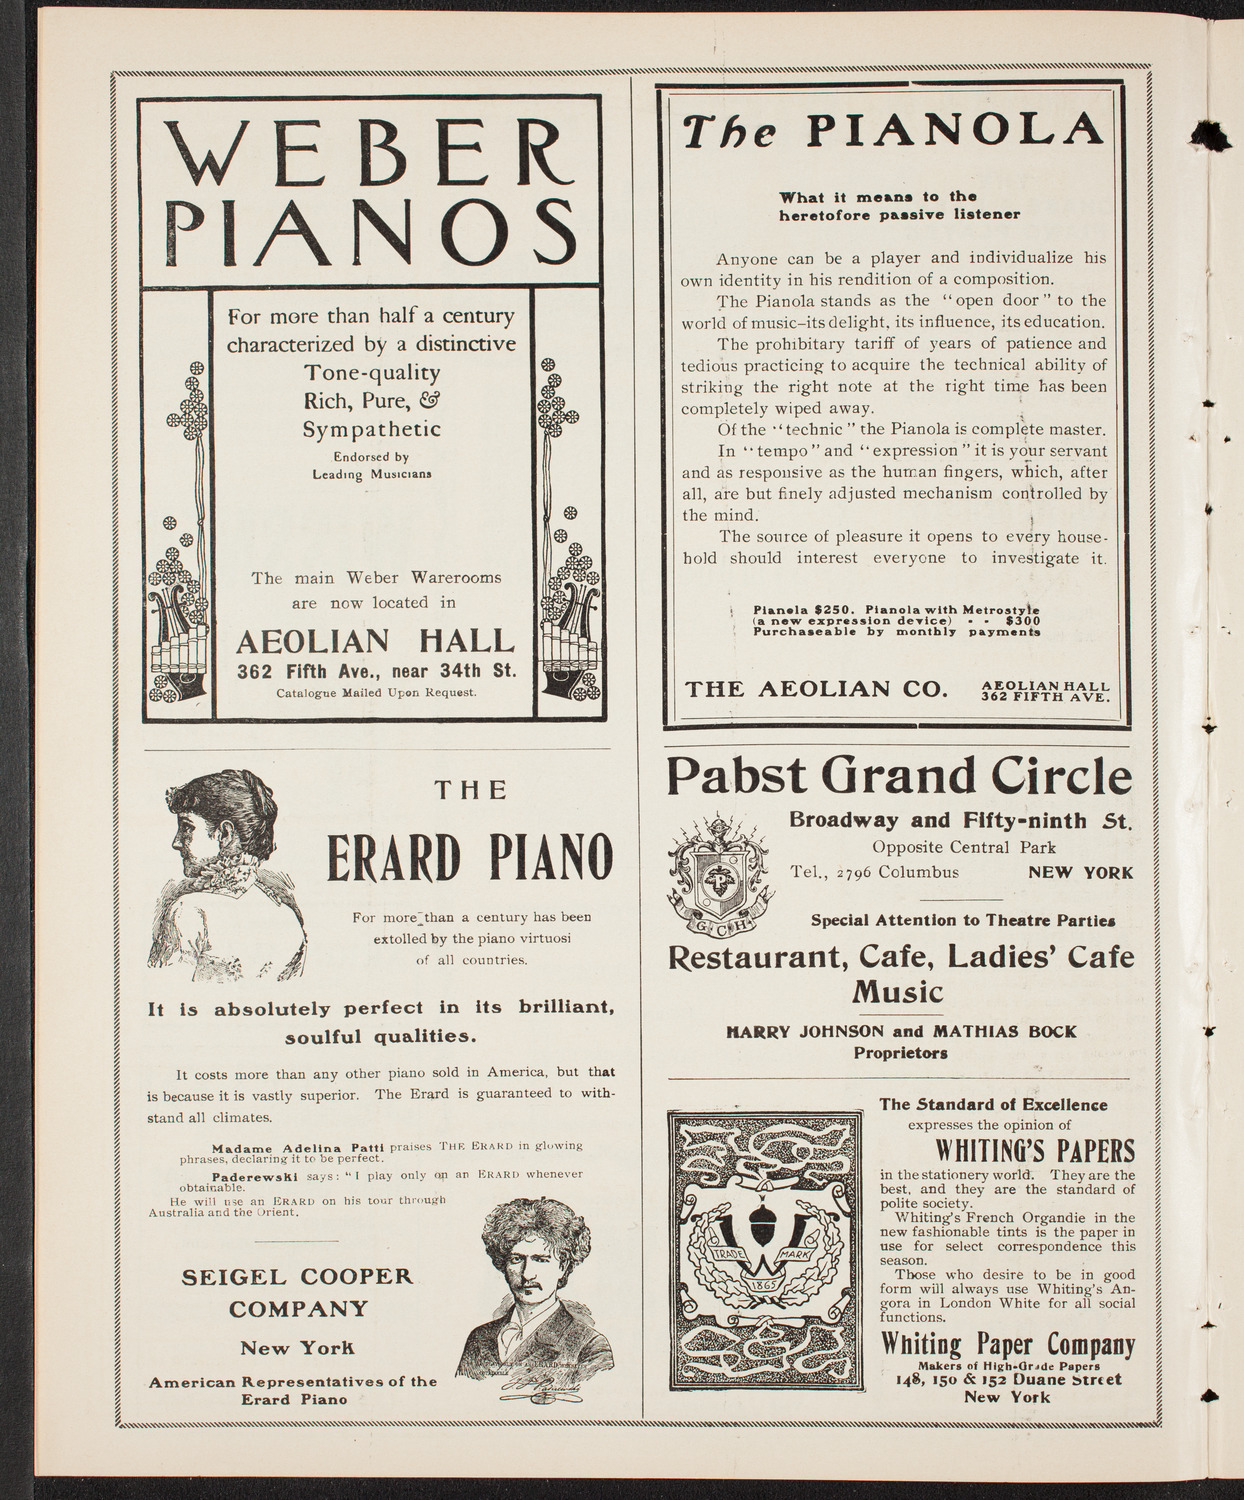 WEBER
PIANOS
For more than half a century
characterized by a distinctive
Tone-quality
Rich, Pure, &
Sympathetic
Endorsed by
Leading Musicians
The main Weber Warerooms
are now located in
AEOLIAN HALL
362 Fifth Ave., near 34th St.
Catalogue Mailed Upon Request.
THE
ERARD PIANO
For more than a century has been
extolled by the piano virtuosi
of all countries.
It is absolutely perfect in its brilliant,
soulful qualities.
It costs more than any other piano sold in America, but that
is because it is vastly superior. The Erard is guaranteed to with-
stand all climates.
Madame Adelina Patti praises THE ERARD in glowing
phrases, declaring it to be perfect.
Paderewski says: "I play only on an ERARD whenever
obtainable.
He will use an ERARD on his tour through
Australia and the Orient.
SEIGEL COOPER
COMPANY
New York
American Representatives of the
Erard Piano
The PIANOLA
What it means to the
heretofore passive listener
Anyone can be a player and individualize his
own identity in his rendition of a composition.
The Pianola stands as the "open door" to the
world of music–its delight, its influence, its education.
The prohibitary tariff of years of patience and
tedious practicing to acquire the technical ability of
striking the right note at the right time has been
completely wiped away.
Of the "technic" the Pianola is complete master.
In "tempo" and "expression" it is your servant
and as responsive as the human fingers, which, after
all, are but finely adjusted mechanism controlled by
the mind.
The source of pleasure it opens to every house-
hold should interest everyone to investigate it.
Pianola $250. Pianola with Metrostyle
(a new expression device) - - $300
Purchaseable by monthly payments
THE AEOLIAN CO. AEOLIAN HALL
362 FIFTH AVE.
Pabst Grand Circle
Broadway and Fifty-ninth St.
Opposite Central Park
Tel., 2796 Columbus NEW YORK
P
G C H
Special Attention to Theatre Parties
Restaurant, Cafe, Ladies' Cafe
Music
HARRY JOHNSON and MATHIAS BOCK
Proprietors
TRADE MARK
1865
The Standard of Excellence
expresses the opinion of
WHITING'S PAPERS
in the stationery world. They are the
best, and they are the standard of
polite society.
Whiting's French Organdie in the
new fashionable tints is the paper in
use for select correspondence this
season.
Those who desire to be in good
form will always use Whiting's An-
gora in London White for all social
functions.
Whiting Paper Company
Makers of High-Grade Papers
148, 150 & 152 Duane Street
New York